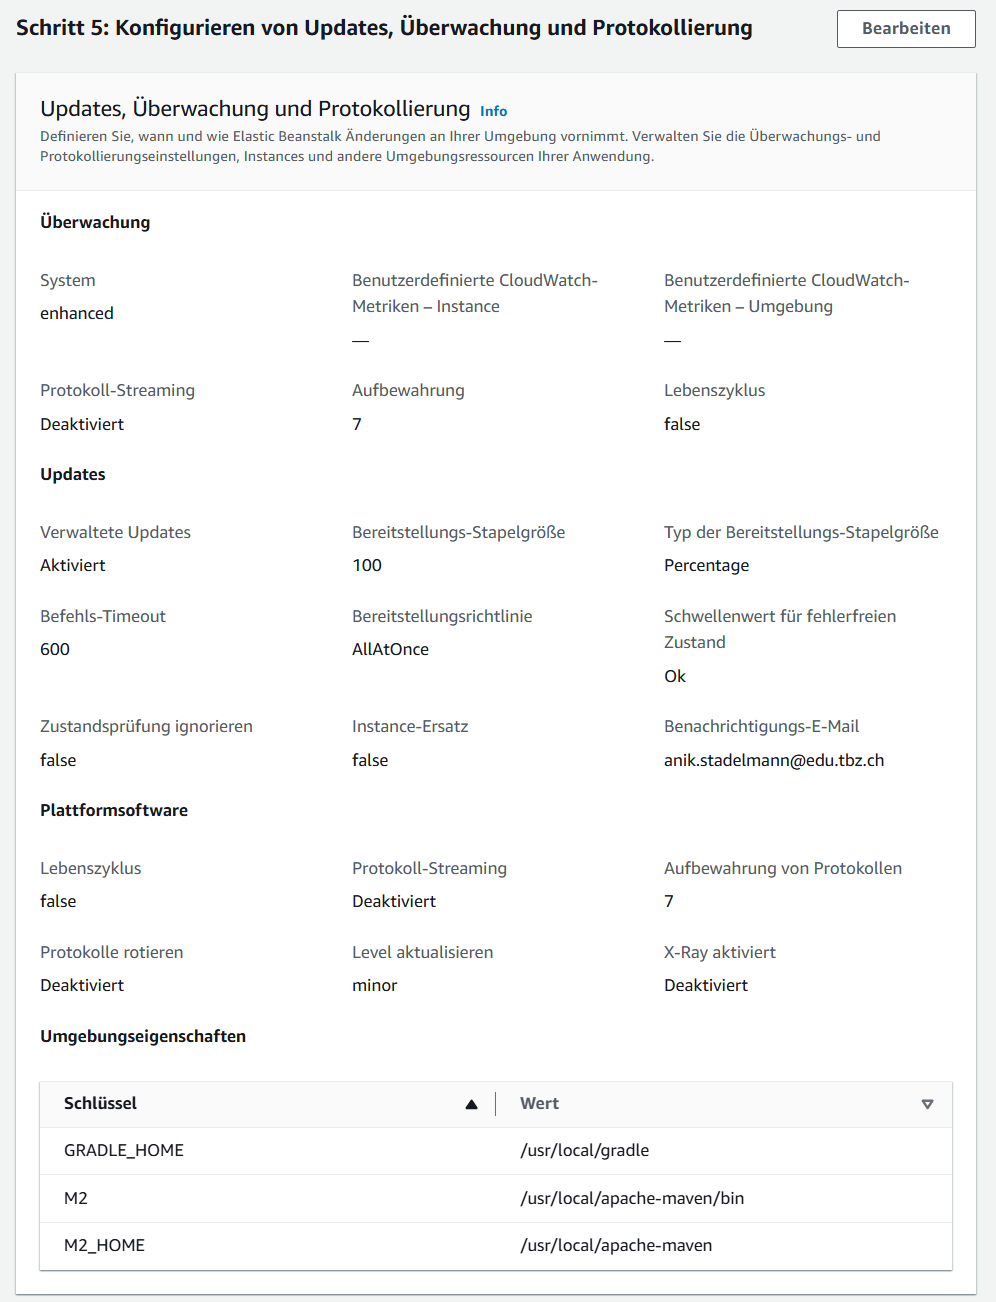 Schritt 5: Konfigurieren von Updates, Überwachung und Protokollierung
Bearbeiten
Updates, Überwachung und Protokollierung Info
Definieren Sie, wann und wie Elastic Beanstalk Änderungen an Ihrer Umgebung vornimmt. Verwalten Sie die Überwachungs- und
Protokollierungseinstellungen, Instances und andere Umgebungsressourcen Ihrer Anwendung.
Überwachung
System
enhanced
Benutzerdefinierte CloudWatch-
Metriken – Instance
—
Benutzerdefinierte CloudWatch-
Metriken – Umgebung
—
Protokoll-Streaming
Deaktiviert
Aufbewahrung
7
Lebenszyklus
false
Updates
Verwaltete Updates
Aktiviert
Bereitstellungs-Stapelgröße
100
Typ der Bereitstellungs-Stapelgröße
Percentage
Befehls-Timeout
600
Bereitstellungsrichtlinie
AllAtOnce
Schwellenwert für fehlerfreien
Zustand
Ok
Zustandsprüfung ignorieren
false
Instance-Ersatz
false
Benachrichtigungs-E-Mail
anik.stadelmann@edu.tbz.ch
Plattformsoftware
Lebenszyklus
false
Protokoll-Streaming
Deaktiviert
Aufbewahrung von Protokollen
7
Protokolle rotieren
Deaktiviert
Level aktualisieren
minor
X-Ray aktiviert
Deaktiviert
Umgebungseigenschaften
Schlüssel Wert
GRADLE_HOME /usr/local/gradle
M2 /usr/local/apache-maven/bin
M2_HOME /usr/local/apache-maven